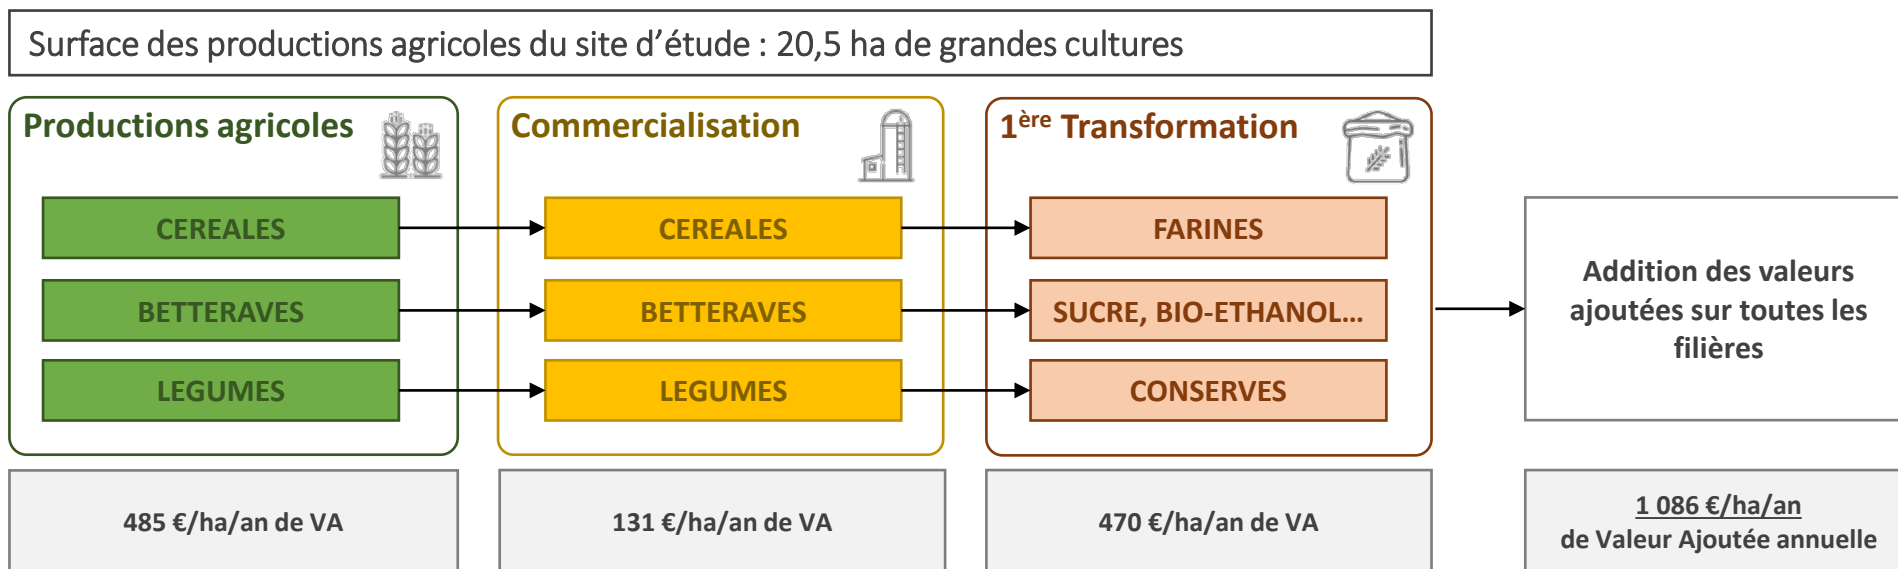 Surface des productions agricoles du site d’étude : 20,5 ha de grandes cultures
Productions agricoles
CEREALES
BETTERAVES
LEGUMES
485 €/ha/an de VA
Commercialisation
CEREALES
BETTERAVES
LEGUMES
131 €/ha/an de VA
1ère Transformation
FARINES
SUCRE, BIO-ETHANOL...
CONSERVES
470 €/ha/an de VA
Addition des valeurs
ajoutées sur toutes les
filières
1 086 €/ha/an
de Valeur Ajoutée annuelle